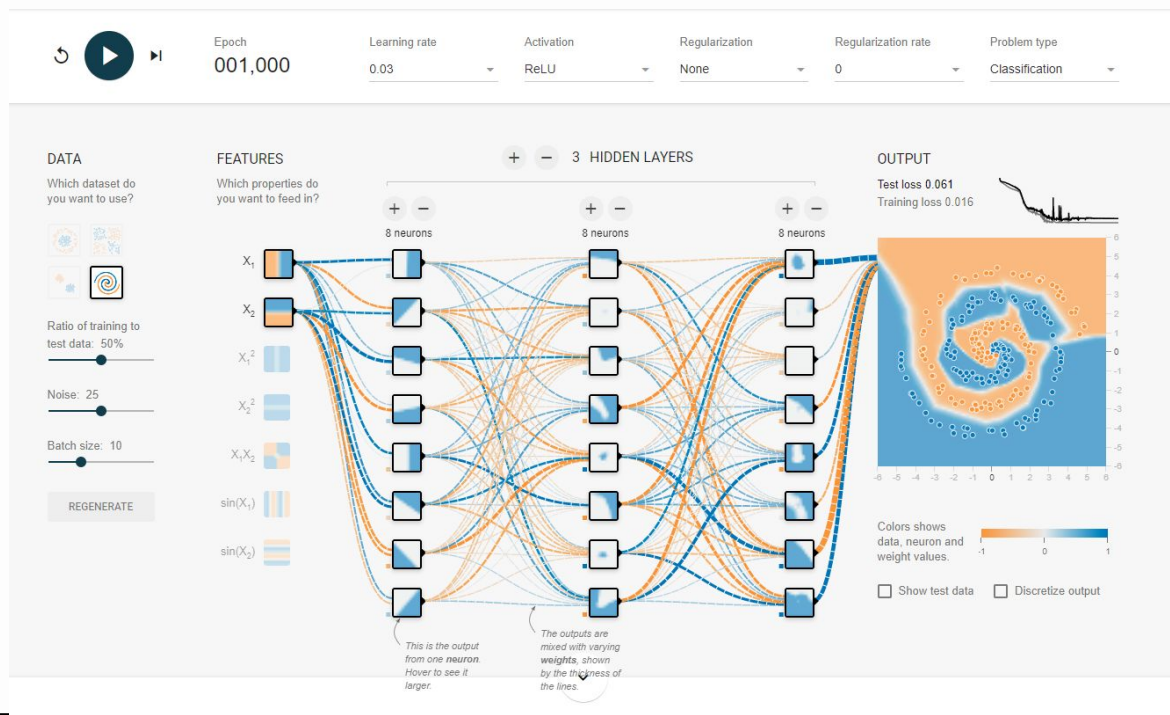 Epoch
001,000
Learning rate
0.03
Activation
ReLU
Regularization
None
Regularization rate
0
Problem type
Classification
DATA
Which dataset do
you want to use?
Ratio of training to
test data: 50%
Noise: 25
Batch size: 10
REGENERATE
FEATURES
Which properties do
you want to feed in?
X₁
X₂
X₁²
X₂²
X₁X₂
sin(X₁)
sin(X₂)
+ − 3 HIDDEN LAYERS
+ −
8 neurons
+ −
8 neurons
+ −
8 neurons
This is the output
from one neuron.
Hover to see it
larger.
The outputs are
mixed with varying
weights, shown
by the thickness of
the lines.
OUTPUT
Test loss 0.061
Training loss 0.016
6
5
4
3
2
1
0
-1
-2
-3
-4
-5
-6
-6 -5 -4 -3 -2 -1 0 1 2 3 4 5 6
Colors shows
data, neuron and
weight values.
-1 0 1
Show test data
Discretize output